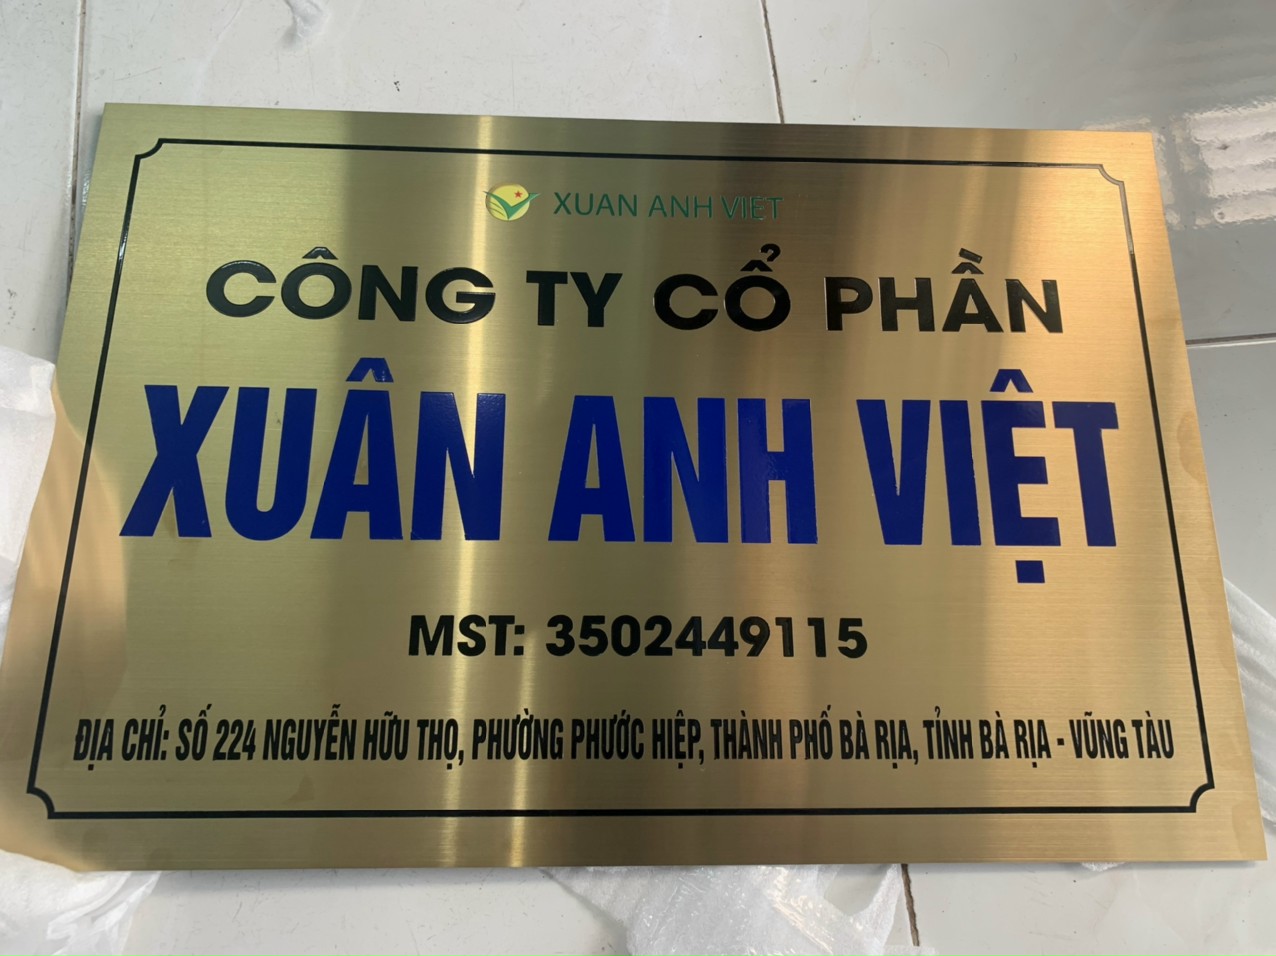 XUAN ANH VIET
CÔNG TY CỔ PHẦN
XUÂN ANH VIỆT
MST: 3502449115
ĐỊA CHỈ: SỐ 224 NGUYỄN HỮU THỌ, PHƯỜNG PHƯỚC HIỆP, THÀNH PHỐ BÀ RỊA, TỈNH BÀ RỊA - VŨNG TÀU